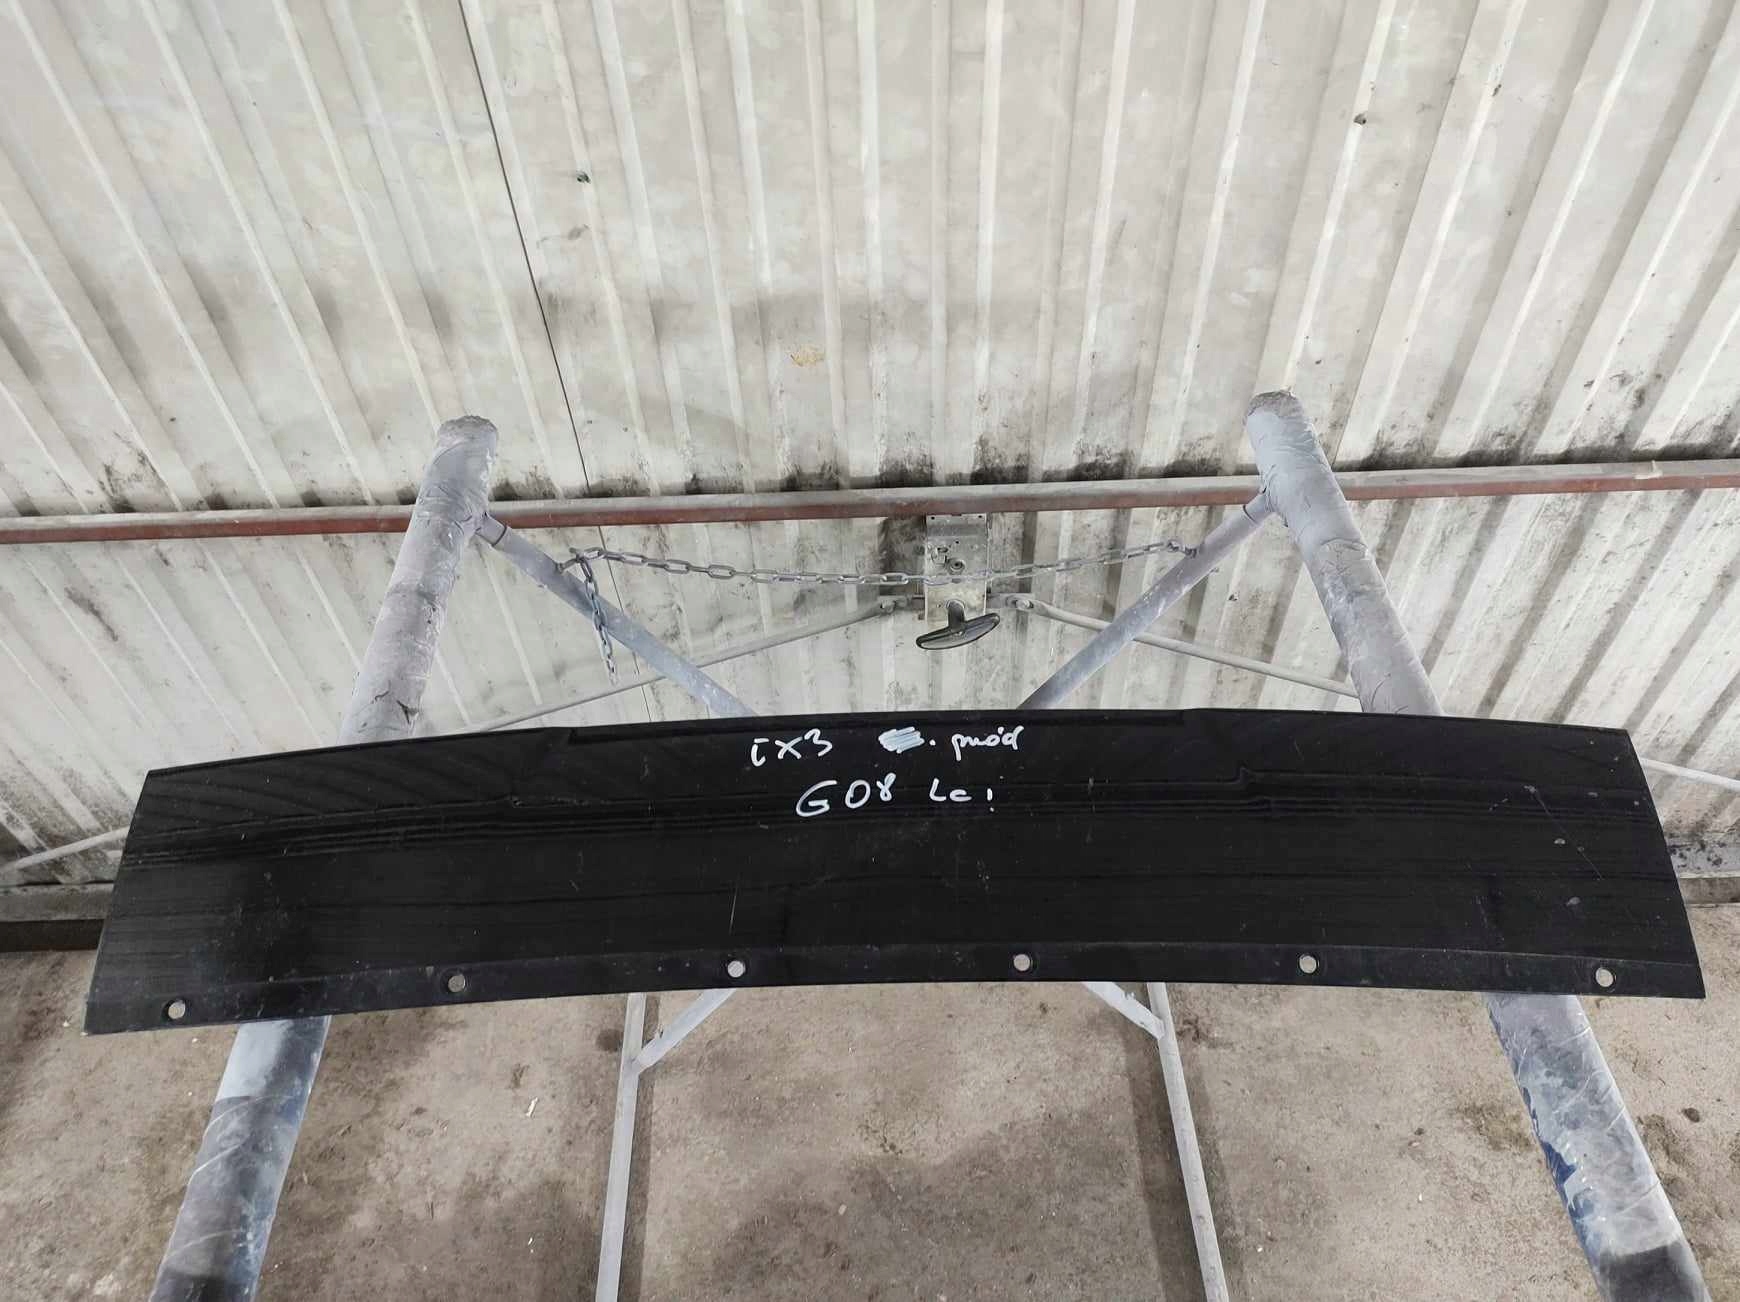 iX3 . przód
G08 Lci